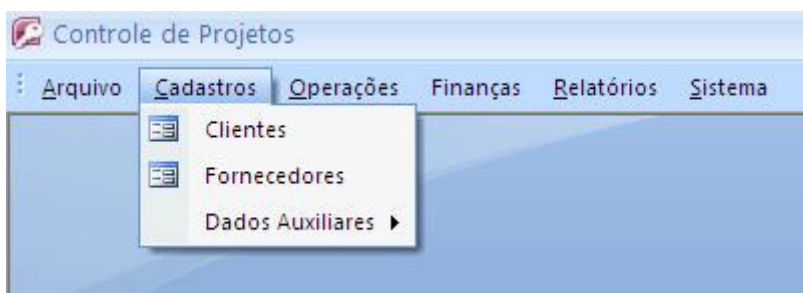 Controle de Projetos
Arquivo Cadastros Operações Finanças Relatórios Sistema
Clientes
Fornecedores
Dados Auxiliares